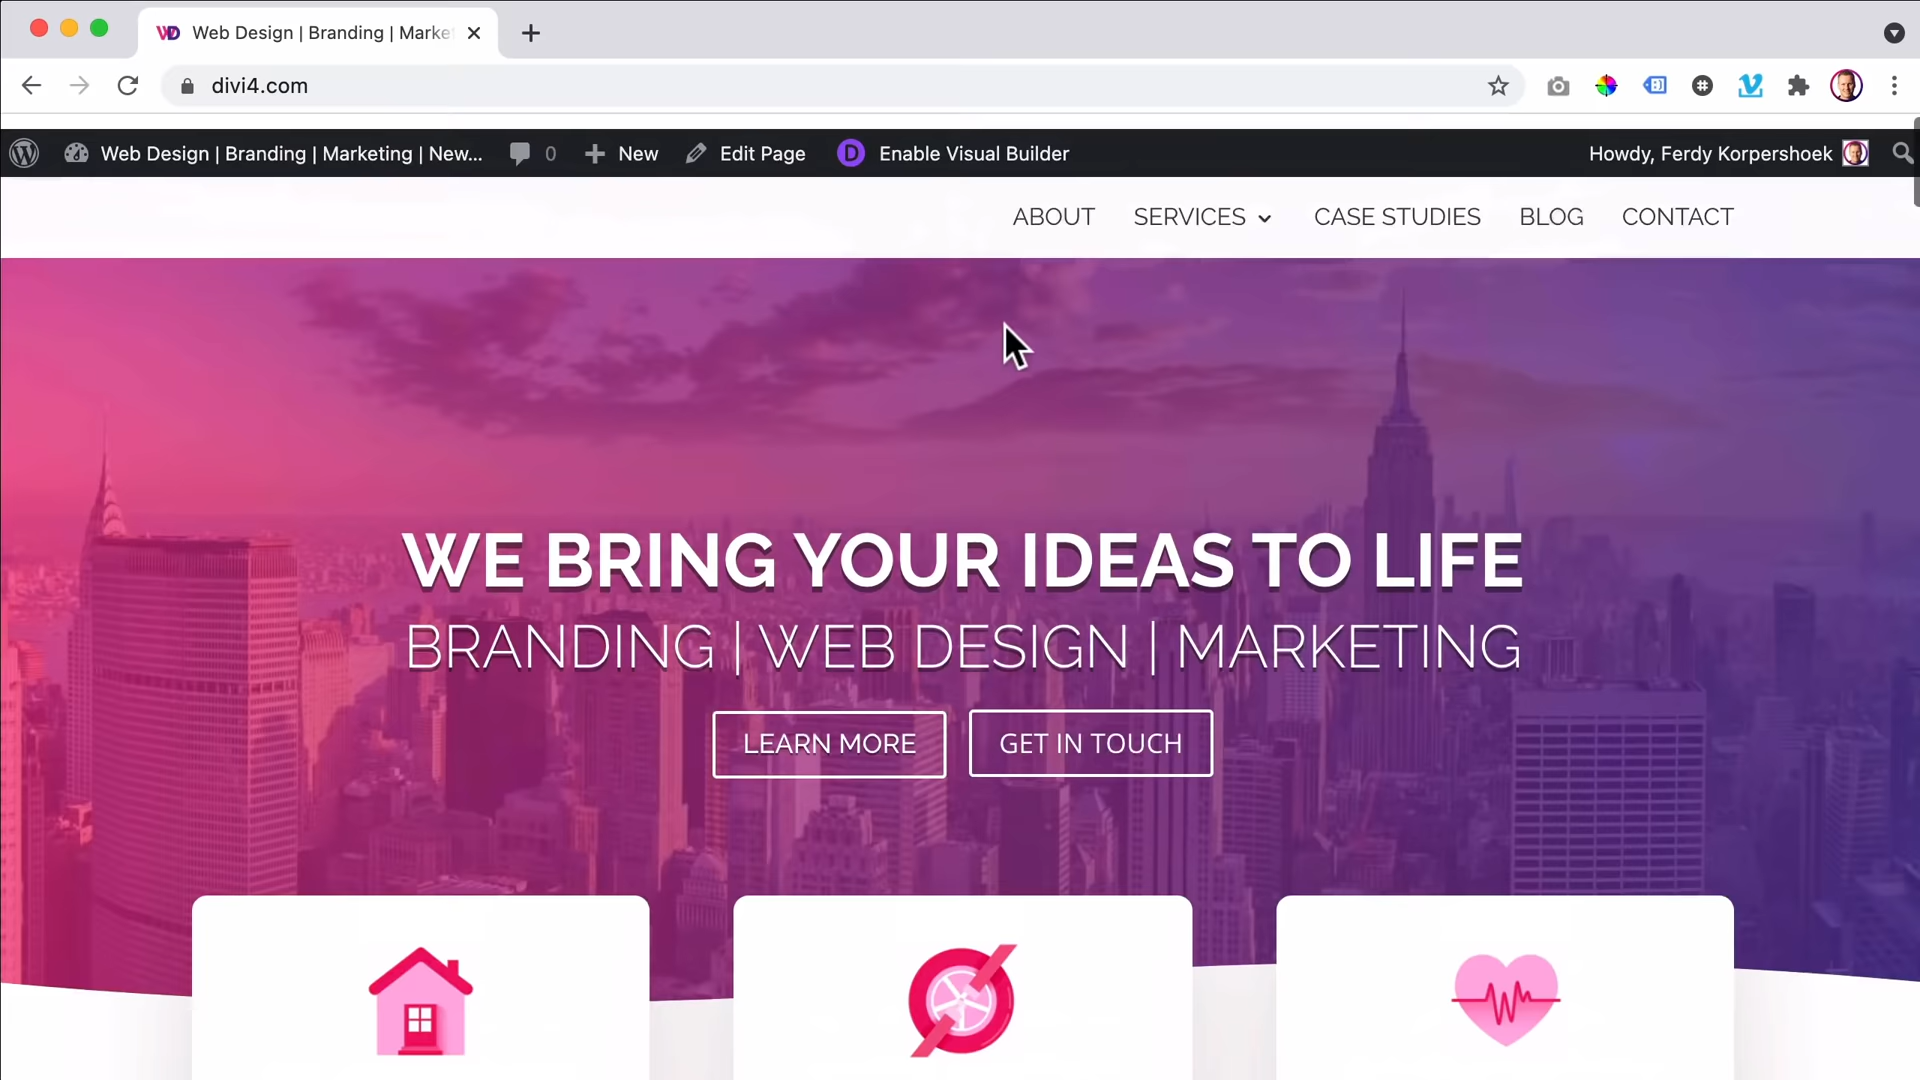 Web Design | Branding | Marke
divi4.com
Web Design | Branding | Marketing | New... 0 New Edit Page Enable Visual Builder Howdy, Ferdy Korpershoek
ABOUT SERVICES CASE STUDIES BLOG CONTACT
WE BRING YOUR IDEAS TO LIFE
BRANDING | WEB DESIGN | MARKETING
LEARN MORE GET IN TOUCH